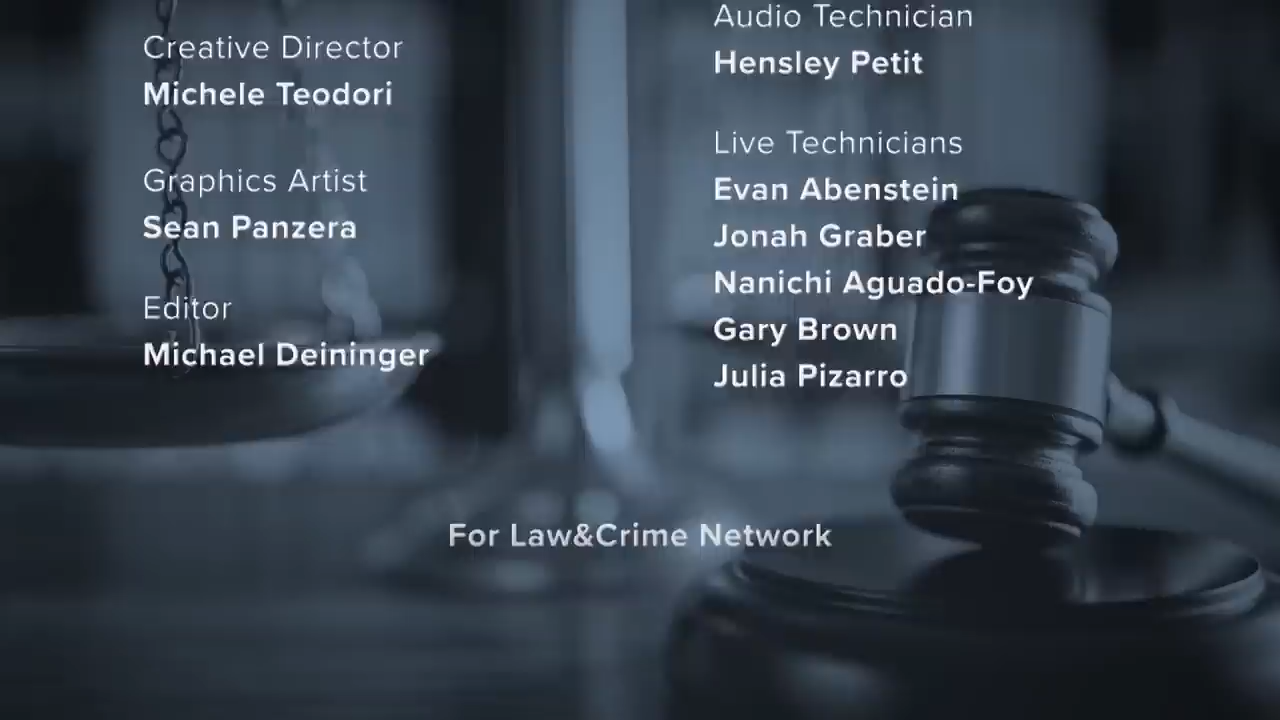 Creative Director
Michele Teodori
Graphics Artist
Sean Panzera
Editor
Michael Deininger
Audio Technician
Hensley Petit
Live Technicians
Evan Abenstein
Jonah Graber
Nanichi Aguado-Foy
Gary Brown
Julia Pizarro
For Law&Crime Network